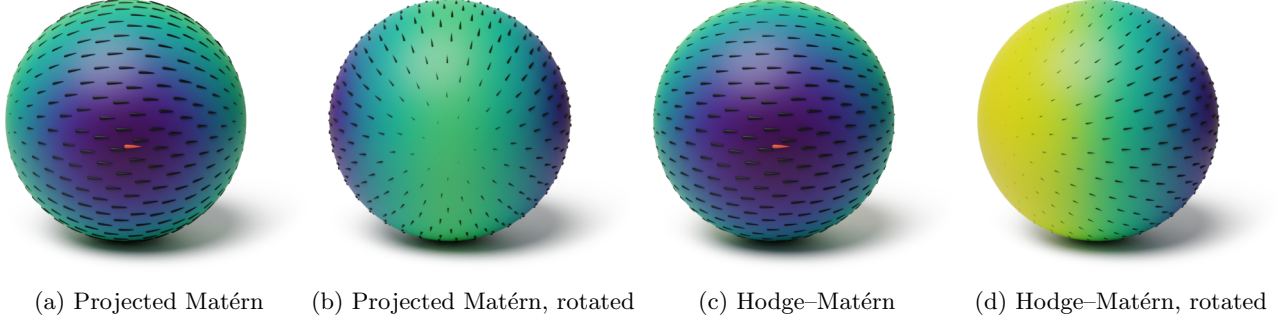 (a) Projected Matérn
(b) Projected Matérn, rotated
(c) Hodge–Matérn
(d) Hodge–Matérn, rotated